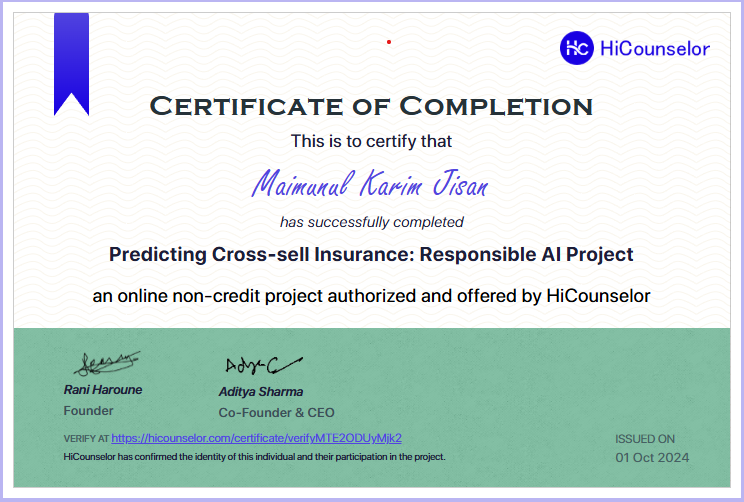 HC HiCounselor
CERTIFICATE OF COMPLETION
This is to certify that
Maimunul Karim Jisan
has successfully completed
Predicting Cross-sell Insurance: Responsible AI Project
an online non-credit project authorized and offered by HiCounselor
Rani Haroune
Founder
Aditya Sharma
Co-Founder & CEO
VERIFY AT https://hicounselor.com/certificate/verifyMTE2ODUyMjk2
HiCounselor has confirmed the identity of this individual and their participation in the project.
ISSUED ON
01 Oct 2024